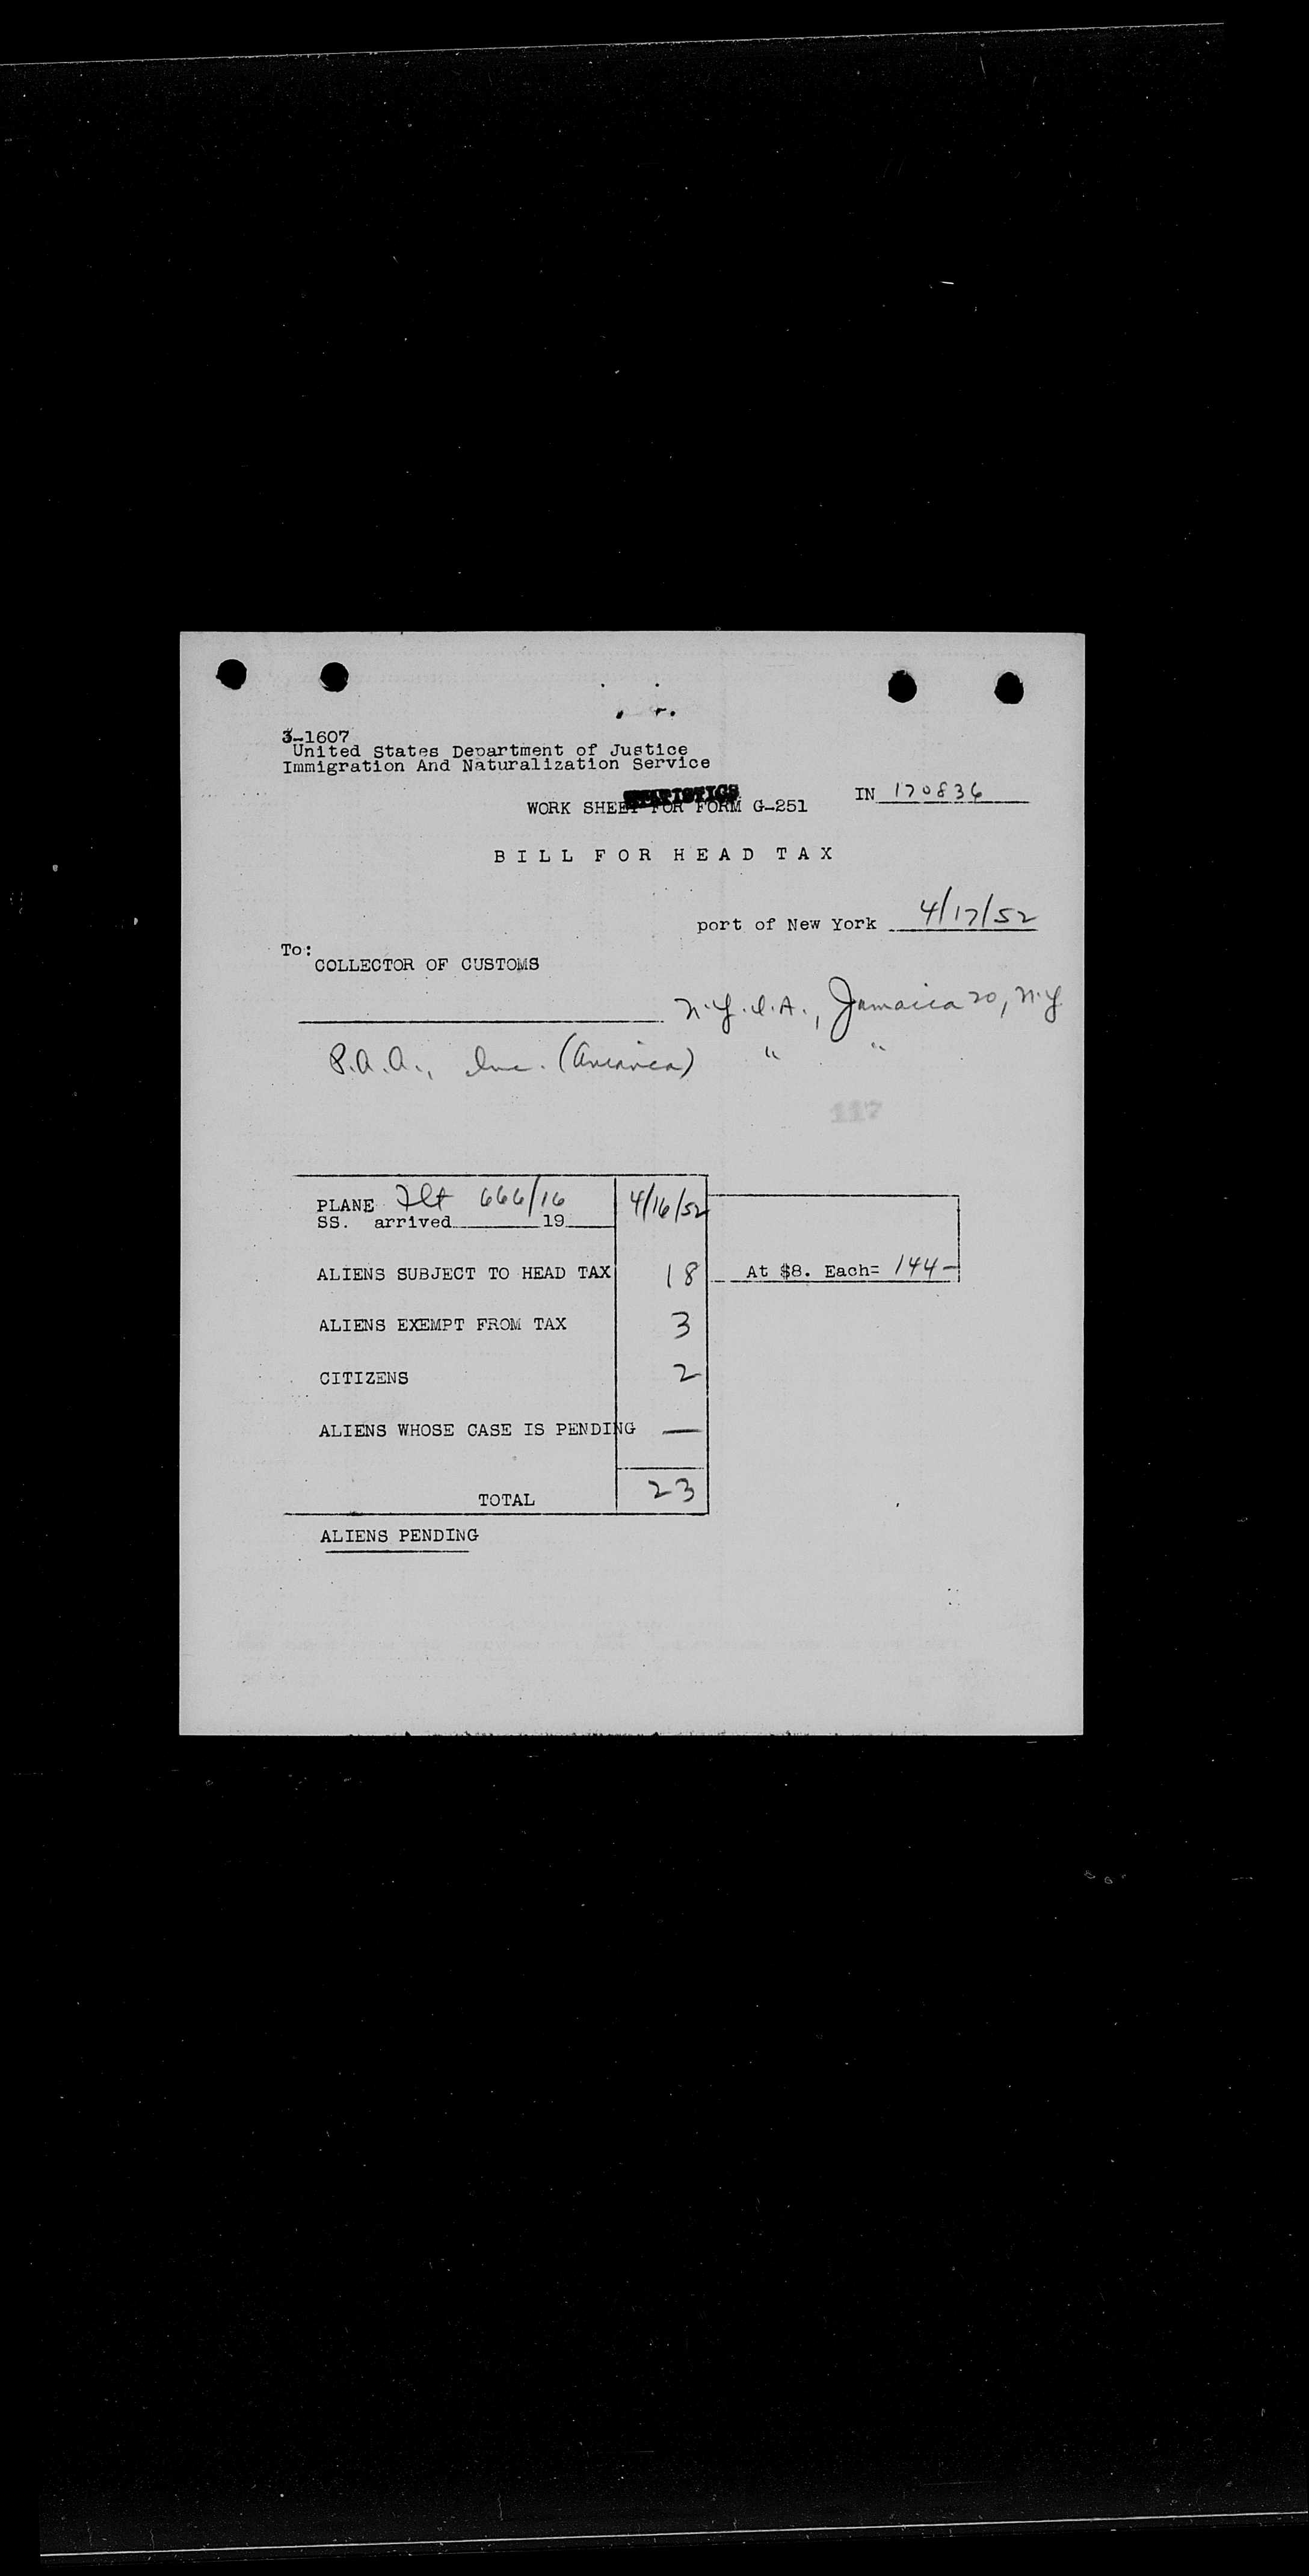 3-1607
United States Department of Justice
Immigration And Naturalization Service
STATISTICS
WORK SHEET FOR FORM G-251
IN 170836
BILL FOR HEAD TAX
port of New York 4/17/52
To:
COLLECTOR OF CUSTOMS
N.Y.I.A., Jamaica 20, N.Y.
P.A.A., Inc. (America) " "
117
PLANE Flt 666/16 4/16/52
SS. arrived 19
ALIENS SUBJECT TO HEAD TAX 18 At $8. Each= 144-
ALIENS EXEMPT FROM TAX 3
CITIZENS 2
ALIENS WHOSE CASE IS PENDING —
TOTAL 23
ALIENS PENDING